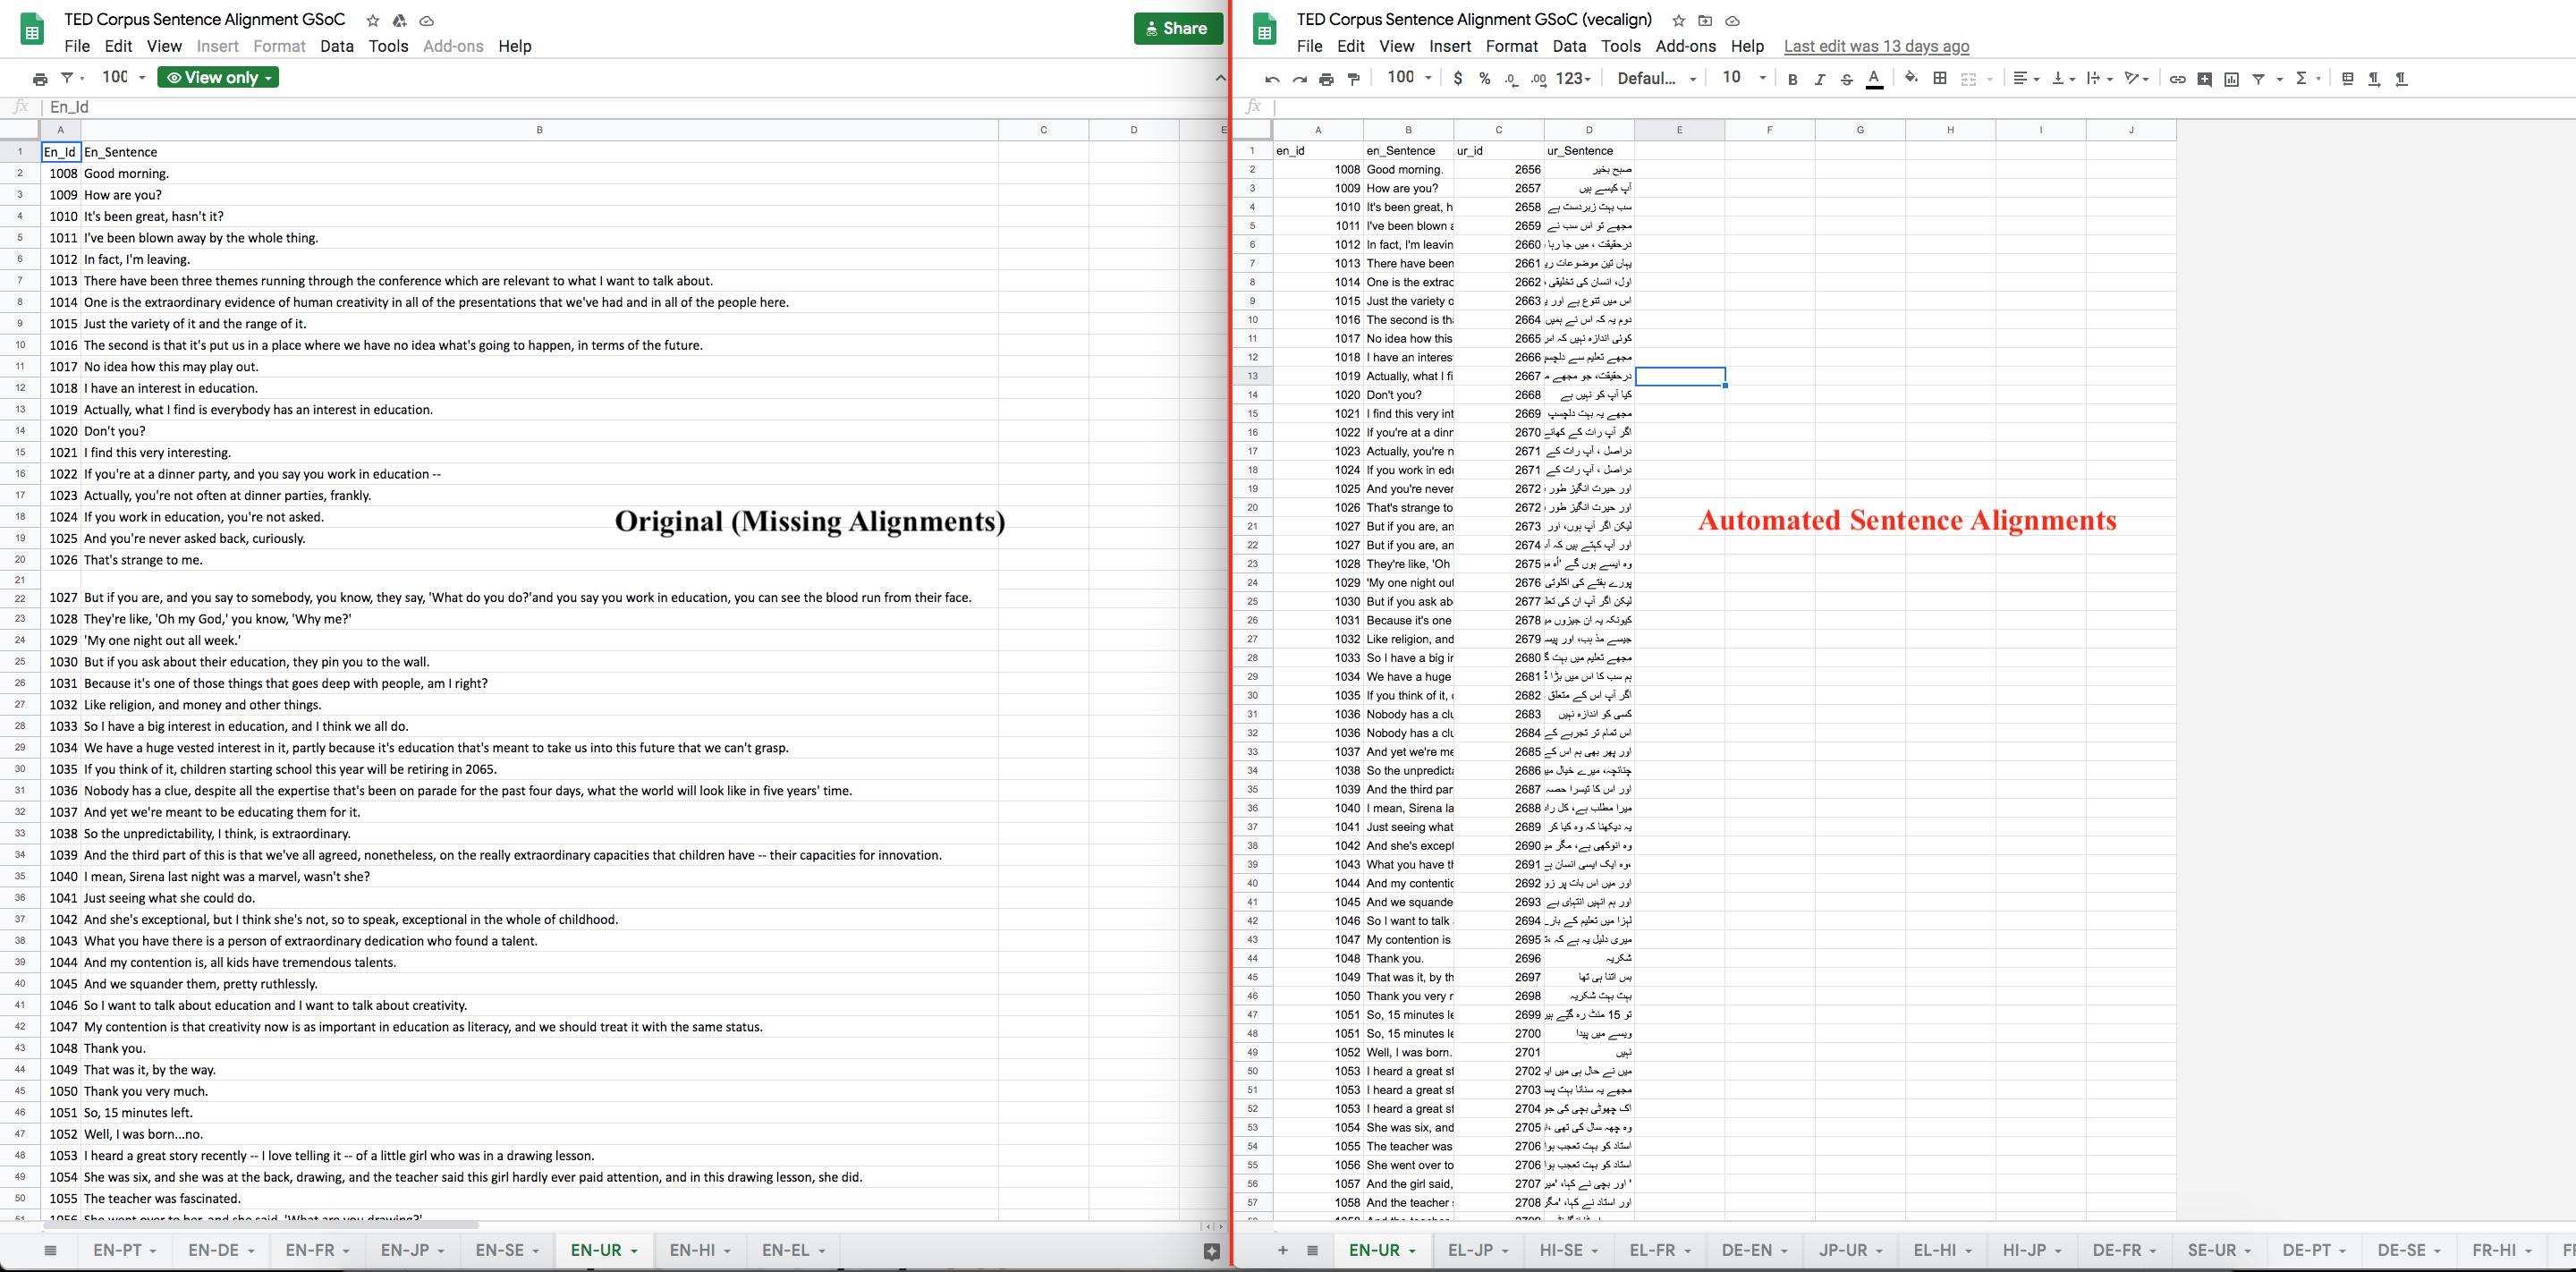 TED Corpus Sentence Alignment GSoC
File Edit View Insert Format Data Tools Add-ons Help
Share
100 View only
fx En_Id
A B C D E
1 En_Id En_Sentence
2 1008 Good morning.
3 1009 How are you?
4 1010 It's been great, hasn't it?
5 1011 I've been blown away by the whole thing.
6 1012 In fact, I'm leaving.
7 1013 There have been three themes running through the conference which are relevant to what I want to talk about.
8 1014 One is the extraordinary evidence of human creativity in all of the presentations that we've had and in all of the people here.
9 1015 Just the variety of it and the range of it.
10 1016 The second is that it's put us in a place where we have no idea what's going to happen, in terms of the future.
11 1017 No idea how this may play out.
12 1018 I have an interest in education.
13 1019 Actually, what I find is everybody has an interest in education.
14 1020 Don't you?
15 1021 I find this very interesting.
16 1022 If you're at a dinner party, and you say you work in education --
17 1023 Actually, you're not often at dinner parties, frankly.
18 1024 If you work in education, you're not asked.
19 1025 And you're never asked back, curiously.
20 1026 That's strange to me.
21
22 1027 But if you are, and you say to somebody, you know, they say, 'What do you do?'and you say you work in education, you can see the blood run from their face.
23 1028 They're like, 'Oh my God,' you know, 'Why me?'
24 1029 'My one night out all week.'
25 1030 But if you ask about their education, they pin you to the wall.
26 1031 Because it's one of those things that goes deep with people, am I right?
27 1032 Like religion, and money and other things.
28 1033 So I have a big interest in education, and I think we all do.
29 1034 We have a huge vested interest in it, partly because it's education that's meant to take us into this future that we can't grasp.
30 1035 If you think of it, children starting school this year will be retiring in 2065.
31 1036 Nobody has a clue, despite all the expertise that's been on parade for the past four days, what the world will look like in five years' time.
32 1037 And yet we're meant to be educating them for it.
33 1038 So the unpredictability, I think, is extraordinary.
34 1039 And the third part of this is that we've all agreed, nonetheless, on the really extraordinary capacities that children have -- their capacities for innovation.
35 1040 I mean, Sirena last night was a marvel, wasn't she?
36 1041 Just seeing what she could do.
37 1042 And she's exceptional, but I think she's not, so to speak, exceptional in the whole of childhood.
38 1043 What you have there is a person of extraordinary dedication who found a talent.
39 1044 And my contention is, all kids have tremendous talents.
40 1045 And we squander them, pretty ruthlessly.
41 1046 So I want to talk about education and I want to talk about creativity.
42 1047 My contention is that creativity now is as important in education as literacy, and we should treat it with the same status.
43 1048 Thank you.
44 1049 That was it, by the way.
45 1050 Thank you very much.
46 1051 So, 15 minutes left.
47 1052 Well, I was born...no.
48 1053 I heard a great story recently -- I love telling it -- of a little girl who was in a drawing lesson.
49 1054 She was six, and she was at the back, drawing, and the teacher said this girl hardly ever paid attention, and in this drawing lesson, she did.
50 1055 The teacher was fascinated.
51 1056 She went over to her, and she said, 'What are you drawing?'
Original (Missing Alignments)
EN-PT EN-DE EN-FR EN-JP EN-SE EN-UR EN-HI EN-EL
TED Corpus Sentence Alignment GSoC (vecalign)
File Edit View Insert Format Data Tools Add-ons Help Last edit was 13 days ago
100 $ % .0 .00 123 Defaul... 10 B I S A
fx
A B C D E F G H I J
1 en_id en_Sentence ur_id ur_Sentence
2 1008 Good morning. 2656 صبح بخیر
3 1009 How are you? 2657 آپ کیسے ہیں
4 1010 It's been great, h 2658 سب بہت زبردست ہے
5 1011 I've been blown a 2659 مجھے تو اس سب نے
6 1012 In fact, I'm leavin 2660 درحقیقت ، میں جا رہا
7 1013 There have been 2661 یہاں تین موضوعات
8 1014 One is the extrac 2662 اول، انسان کی تخلیقی
9 1015 Just the variety o 2663 اس میں تنوع ہے اور
10 1016 The second is tha 2664 دوم یہ کہ اس نے ہمیں
11 1017 No idea how this 2665 کوئی اندازہ نہیں کہ اس
12 1018 I have an interes 2666 مجھے تعلیم سے دلچسپ
13 1019 Actually, what I fi 2667 درحقیقت، جو مجھے
14 1020 Don't you? 2668 کیا آپ کو نہیں ہے
15 1021 I find this very int 2669 مجھے یہ بہت دلچسپ
16 1022 If you're at a dinn 2670 اگر آپ رات کے کھانے
17 1023 Actually, you're n 2671 دراصل ، آپ رات کے
18 1024 If you work in edu 2671 دراصل ، آپ رات کے
19 1025 And you're never 2672 اور حیرت انگیز طور
20 1026 That's strange to 2672 اور حیرت انگیز طور
21 1027 But if you are, an 2673 لیکن اگر آپ ہوں، اور
22 1027 But if you are, an 2674 اور آپ کہتے ہیں کہ
23 1028 They're like, 'Oh 2675 وہ ایسے ہوں گے 'أہ
24 1029 'My one night out 2676 پورے ہفتے کی اکلوتی
25 1030 But if you ask ab 2677 لیکن اگر آپ ان کی
26 1031 Because it's one 2678 کیونکہ یہ ان چیزوں
27 1032 Like religion, and 2679 جیسے مذہب، اور
28 1033 So I have a big in 2680 مجھے تعلیم میں بہت
29 1034 We have a huge 2681 ہم سب کا اس میں بڑا
30 1035 If you think of it, c 2682 اگر آپ اس کے متعلق
31 1036 Nobody has a clu 2683 کسی کو اندازہ نہیں
32 1036 Nobody has a clu 2684 اس تمام تر تجربے کے
33 1037 And yet we're me 2685 اور پھر بھی ہم اس کے
34 1038 So the unpredicta 2686 چنانچہ، میرے خیال
35 1039 And the third par 2687 اور اس کا تیسرا حصہ
36 1040 I mean, Sirena la 2688 میرا مطلب ہے، کل
37 1041 Just seeing what 2689 یہ دیکھنا کہ وہ کیا کر
38 1042 And she's except 2690 وہ انوکھی ہے، مگر
39 1043 What you have th 2691 وہ ایک ایسی انسان ہے
40 1044 And my contentic 2692 اور میں اس بات پر
41 1045 And we squande 2693 اور ہم انہیں انتہای ہے
42 1046 So I want to talk 2694 لہزا میں تعلیم کے
43 1047 My contention is 2695 میری دلیل یہ ہے کہ
44 1048 Thank you. 2696 شکریہ
45 1049 That was it, by th 2697 بس اتنا ہی تھا
46 1050 Thank you very r 2698 بہت بہت شکریہ
47 1051 So, 15 minutes le 2699 تو 15 منٹ رہ گئے
48 1051 So, 15 minutes le 2700 ویسے میں پیدا
49 1052 Well, I was born. 2701 نہیں
50 1053 I heard a great st 2702 میں نے حال ہی میں
51 1053 I heard a great st 2703 مجھے یہ سنانا بہت
52 1053 I heard a great st 2704 اک چھوٹی بچی کی
53 1054 She was six, and 2705 وہ چھہ سال کی تھی
54 1055 The teacher was 2706 استاد کو بہت تعجب ہوا
55 1056 She went over to 2706 استاد کو بہت تعجب ہوا
56 1057 And the girl said, 2707 اور بچی نے کہا،
57 1058 And the teacher 2708 اور استاد نے کہا، 'مگر
Automated Sentence Alignments
EN-UR EL-JP HI-SE EL-FR DE-EN JP-UR EL-HI HI-JP DE-FR SE-UR DE-PT DE-SE FR-HI